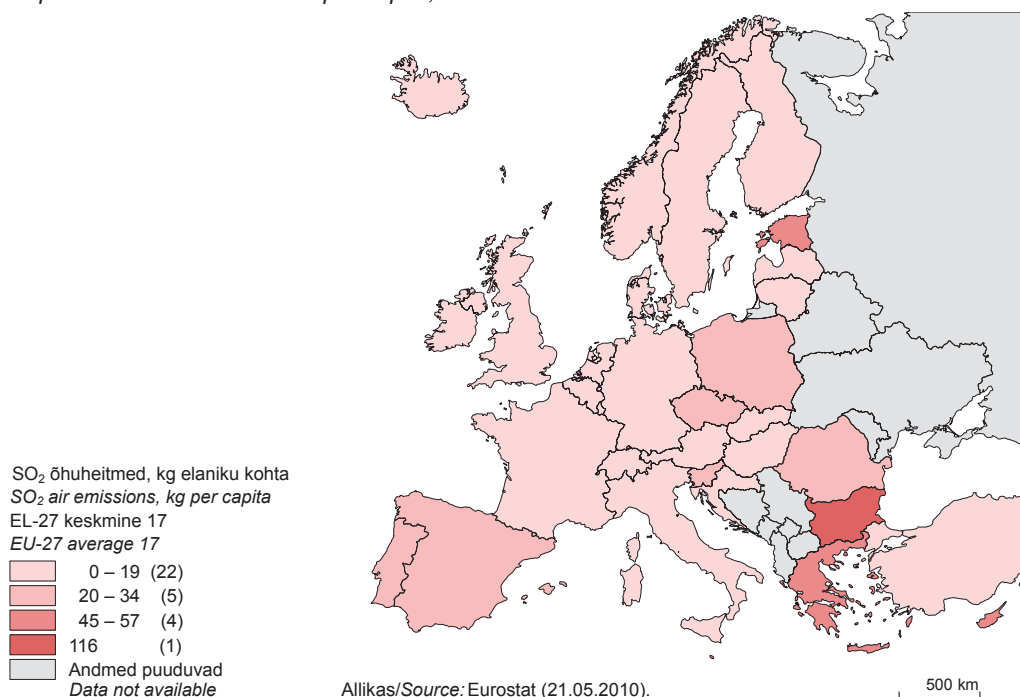 SO₂ õhuheitmed, kg elaniku kohta
SO₂ air emissions, kg per capita
EL-27 keskmine 17
EU-27 average 17
0 – 19 (22)
20 – 34 (5)
45 – 57 (4)
116 (1)
Andmed puuduvad
Data not available
Allikas/Source: Eurostat (21.05.2010).
500 km